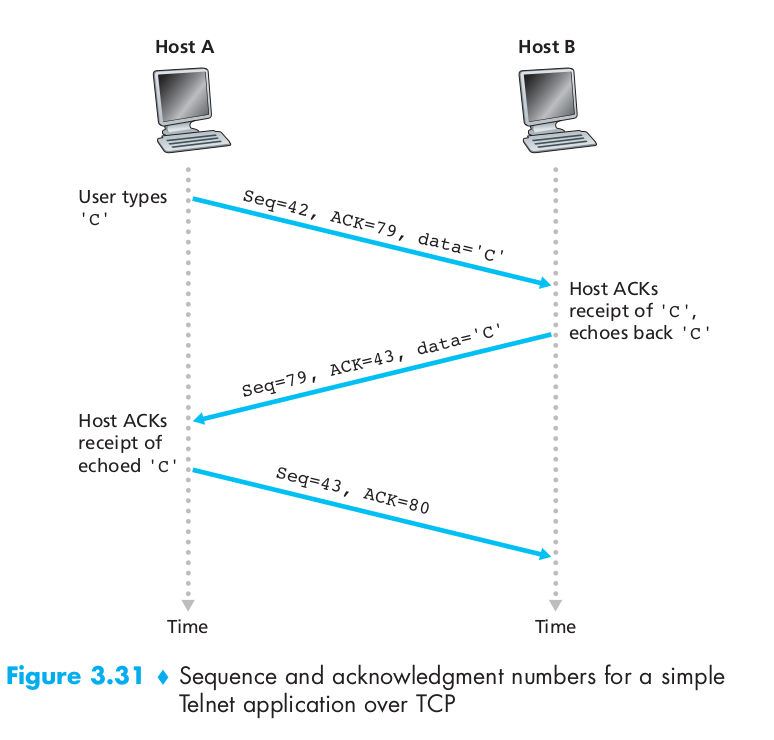 Host A
Host B
User types
'C'
Seq=42, ACK=79, data='C'
Host ACKs
receipt of 'C',
echoes back 'C'
Seq=79, ACK=43, data='C'
Host ACKs
receipt of
echoed 'C'
Seq=43, ACK=80
Time
Time
Figure 3.31 ♦ Sequence and acknowledgment numbers for a simple
Telnet application over TCP